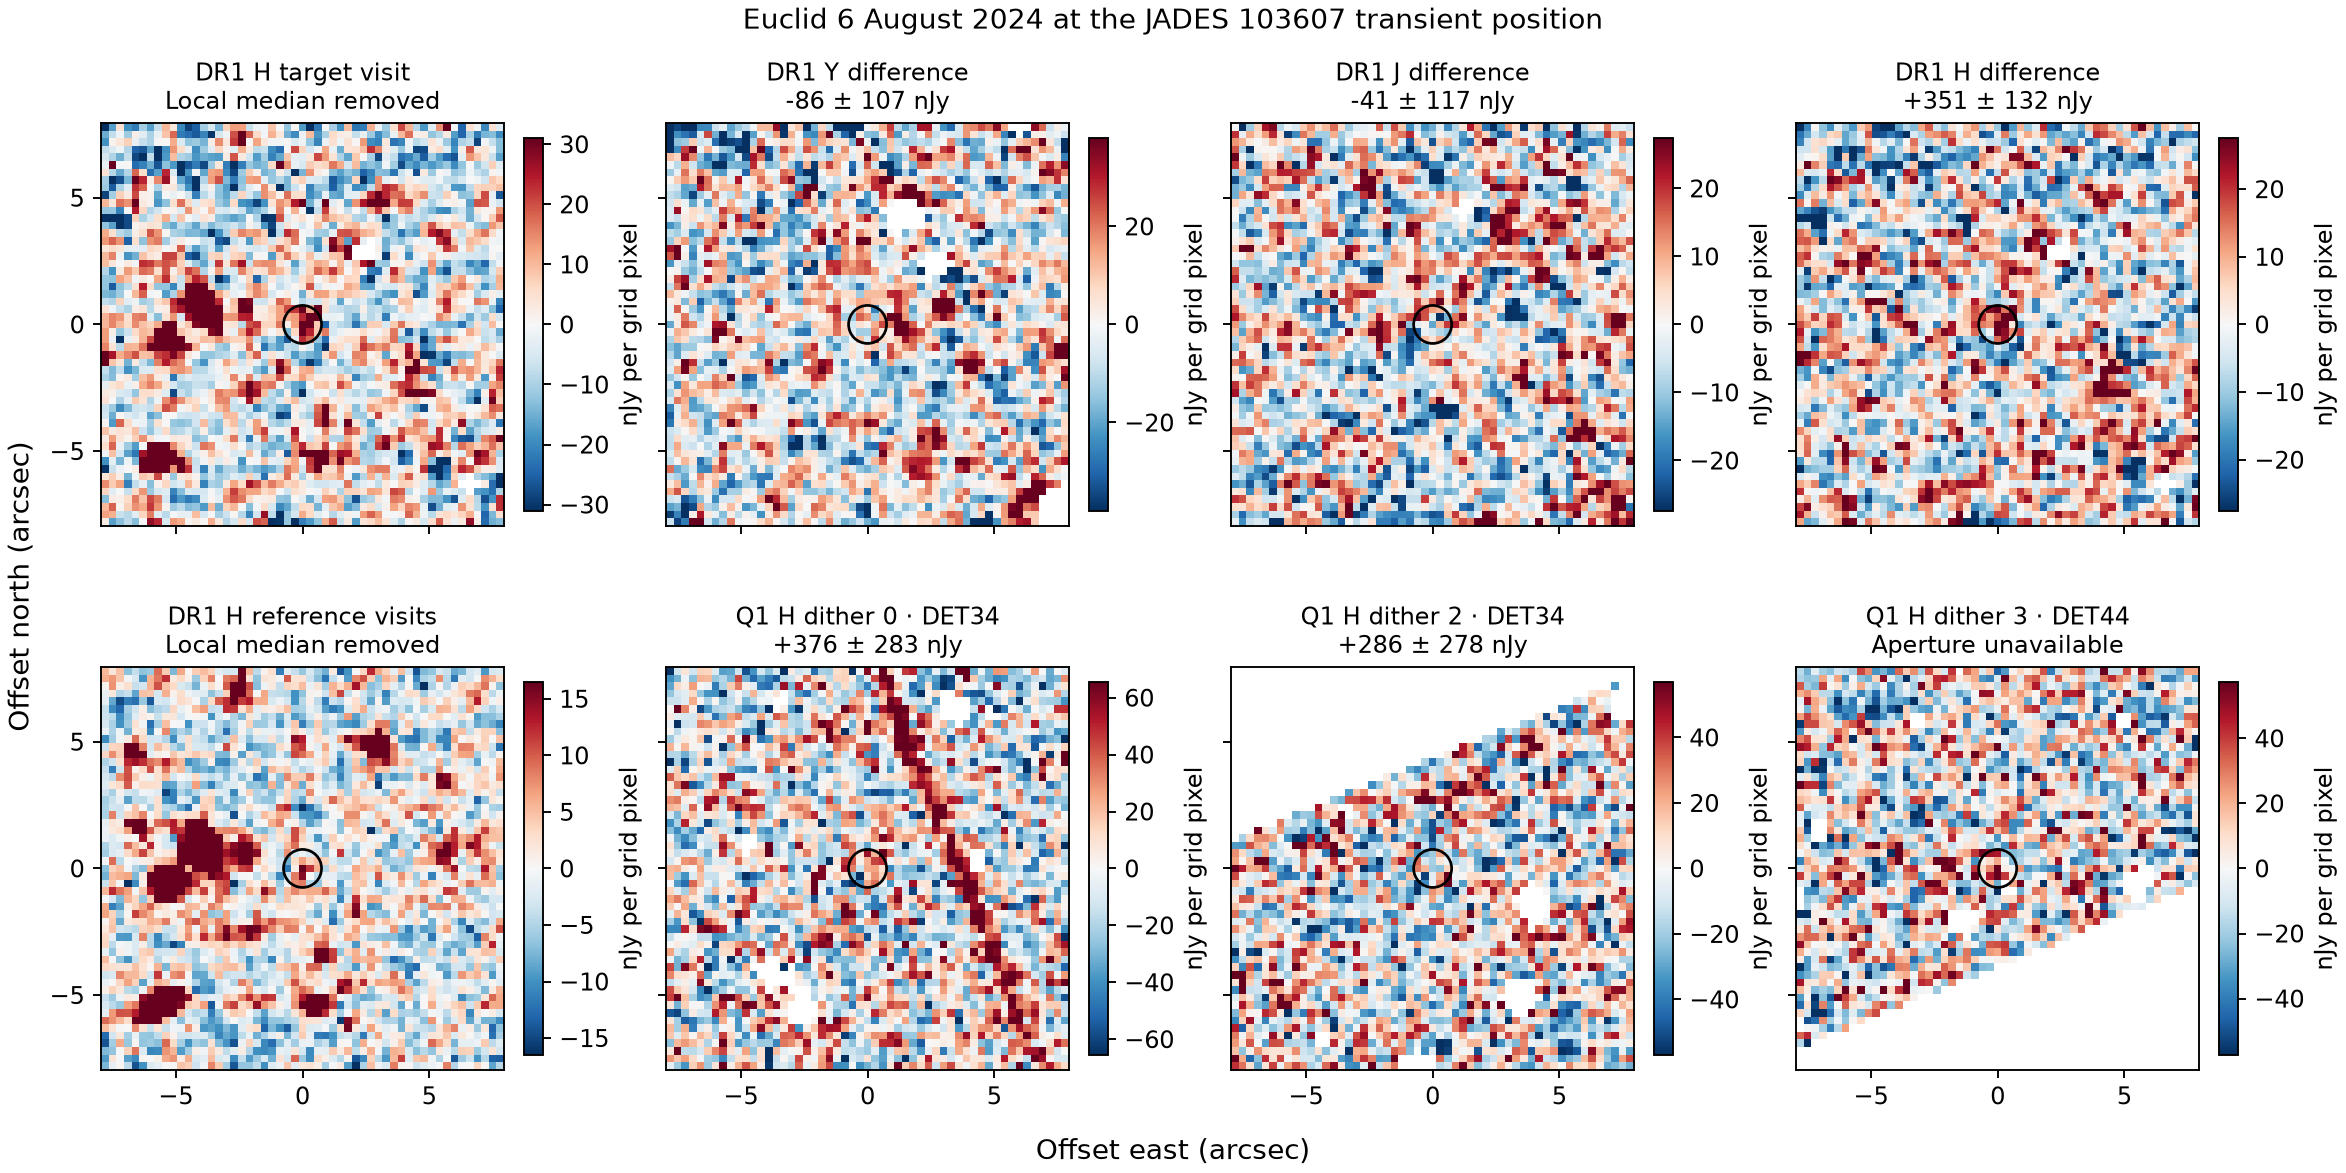 Euclid 6 August 2024 at the JADES 103607 transient position
DR1 H target visit
Local median removed
DR1 Y difference
-86 ± 107 nJy
DR1 J difference
-41 ± 117 nJy
DR1 H difference
+351 ± 132 nJy
5
0
−5
30
20
10
0
−10
−20
−30
nJy per grid pixel
20
0
−20
nJy per grid pixel
20
10
0
−10
−20
nJy per grid pixel
20
10
0
−10
−20
nJy per grid pixel
Offset north (arcsec)
DR1 H reference visits
Local median removed
Q1 H dither 0 · DET34
+376 ± 283 nJy
Q1 H dither 2 · DET34
+286 ± 278 nJy
Q1 H dither 3 · DET44
Aperture unavailable
5
0
−5
15
10
5
0
−5
−10
−15
nJy per grid pixel
60
40
20
0
−20
−40
−60
nJy per grid pixel
40
20
0
−20
−40
nJy per grid pixel
40
20
0
−20
−40
nJy per grid pixel
−5 0 5
−5 0 5
−5 0 5
−5 0 5
Offset east (arcsec)